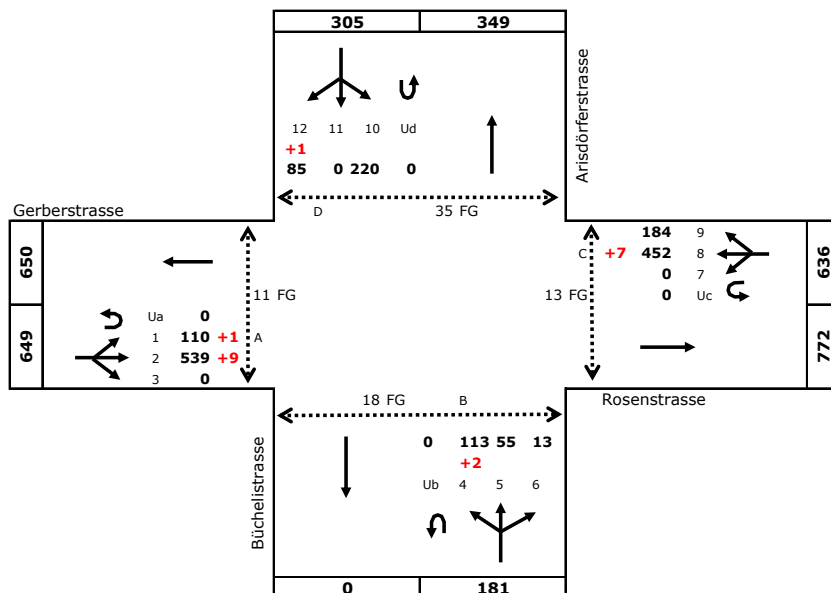 305 349
12 11 10 Ud
+1
85 0 220 0
Arisdörferstrasse
D 35 FG
Gerberstrasse
650
649
11 FG
A
Ua 0
1 110 +1
2 539 +9
3 0
C +7
184 9
452 8
0 7
0 Uc
13 FG
636
772
Rosenstrasse
18 FG B
0 113 55 13
+2
Ub 4 5 6
Büchelistrasse
0 181